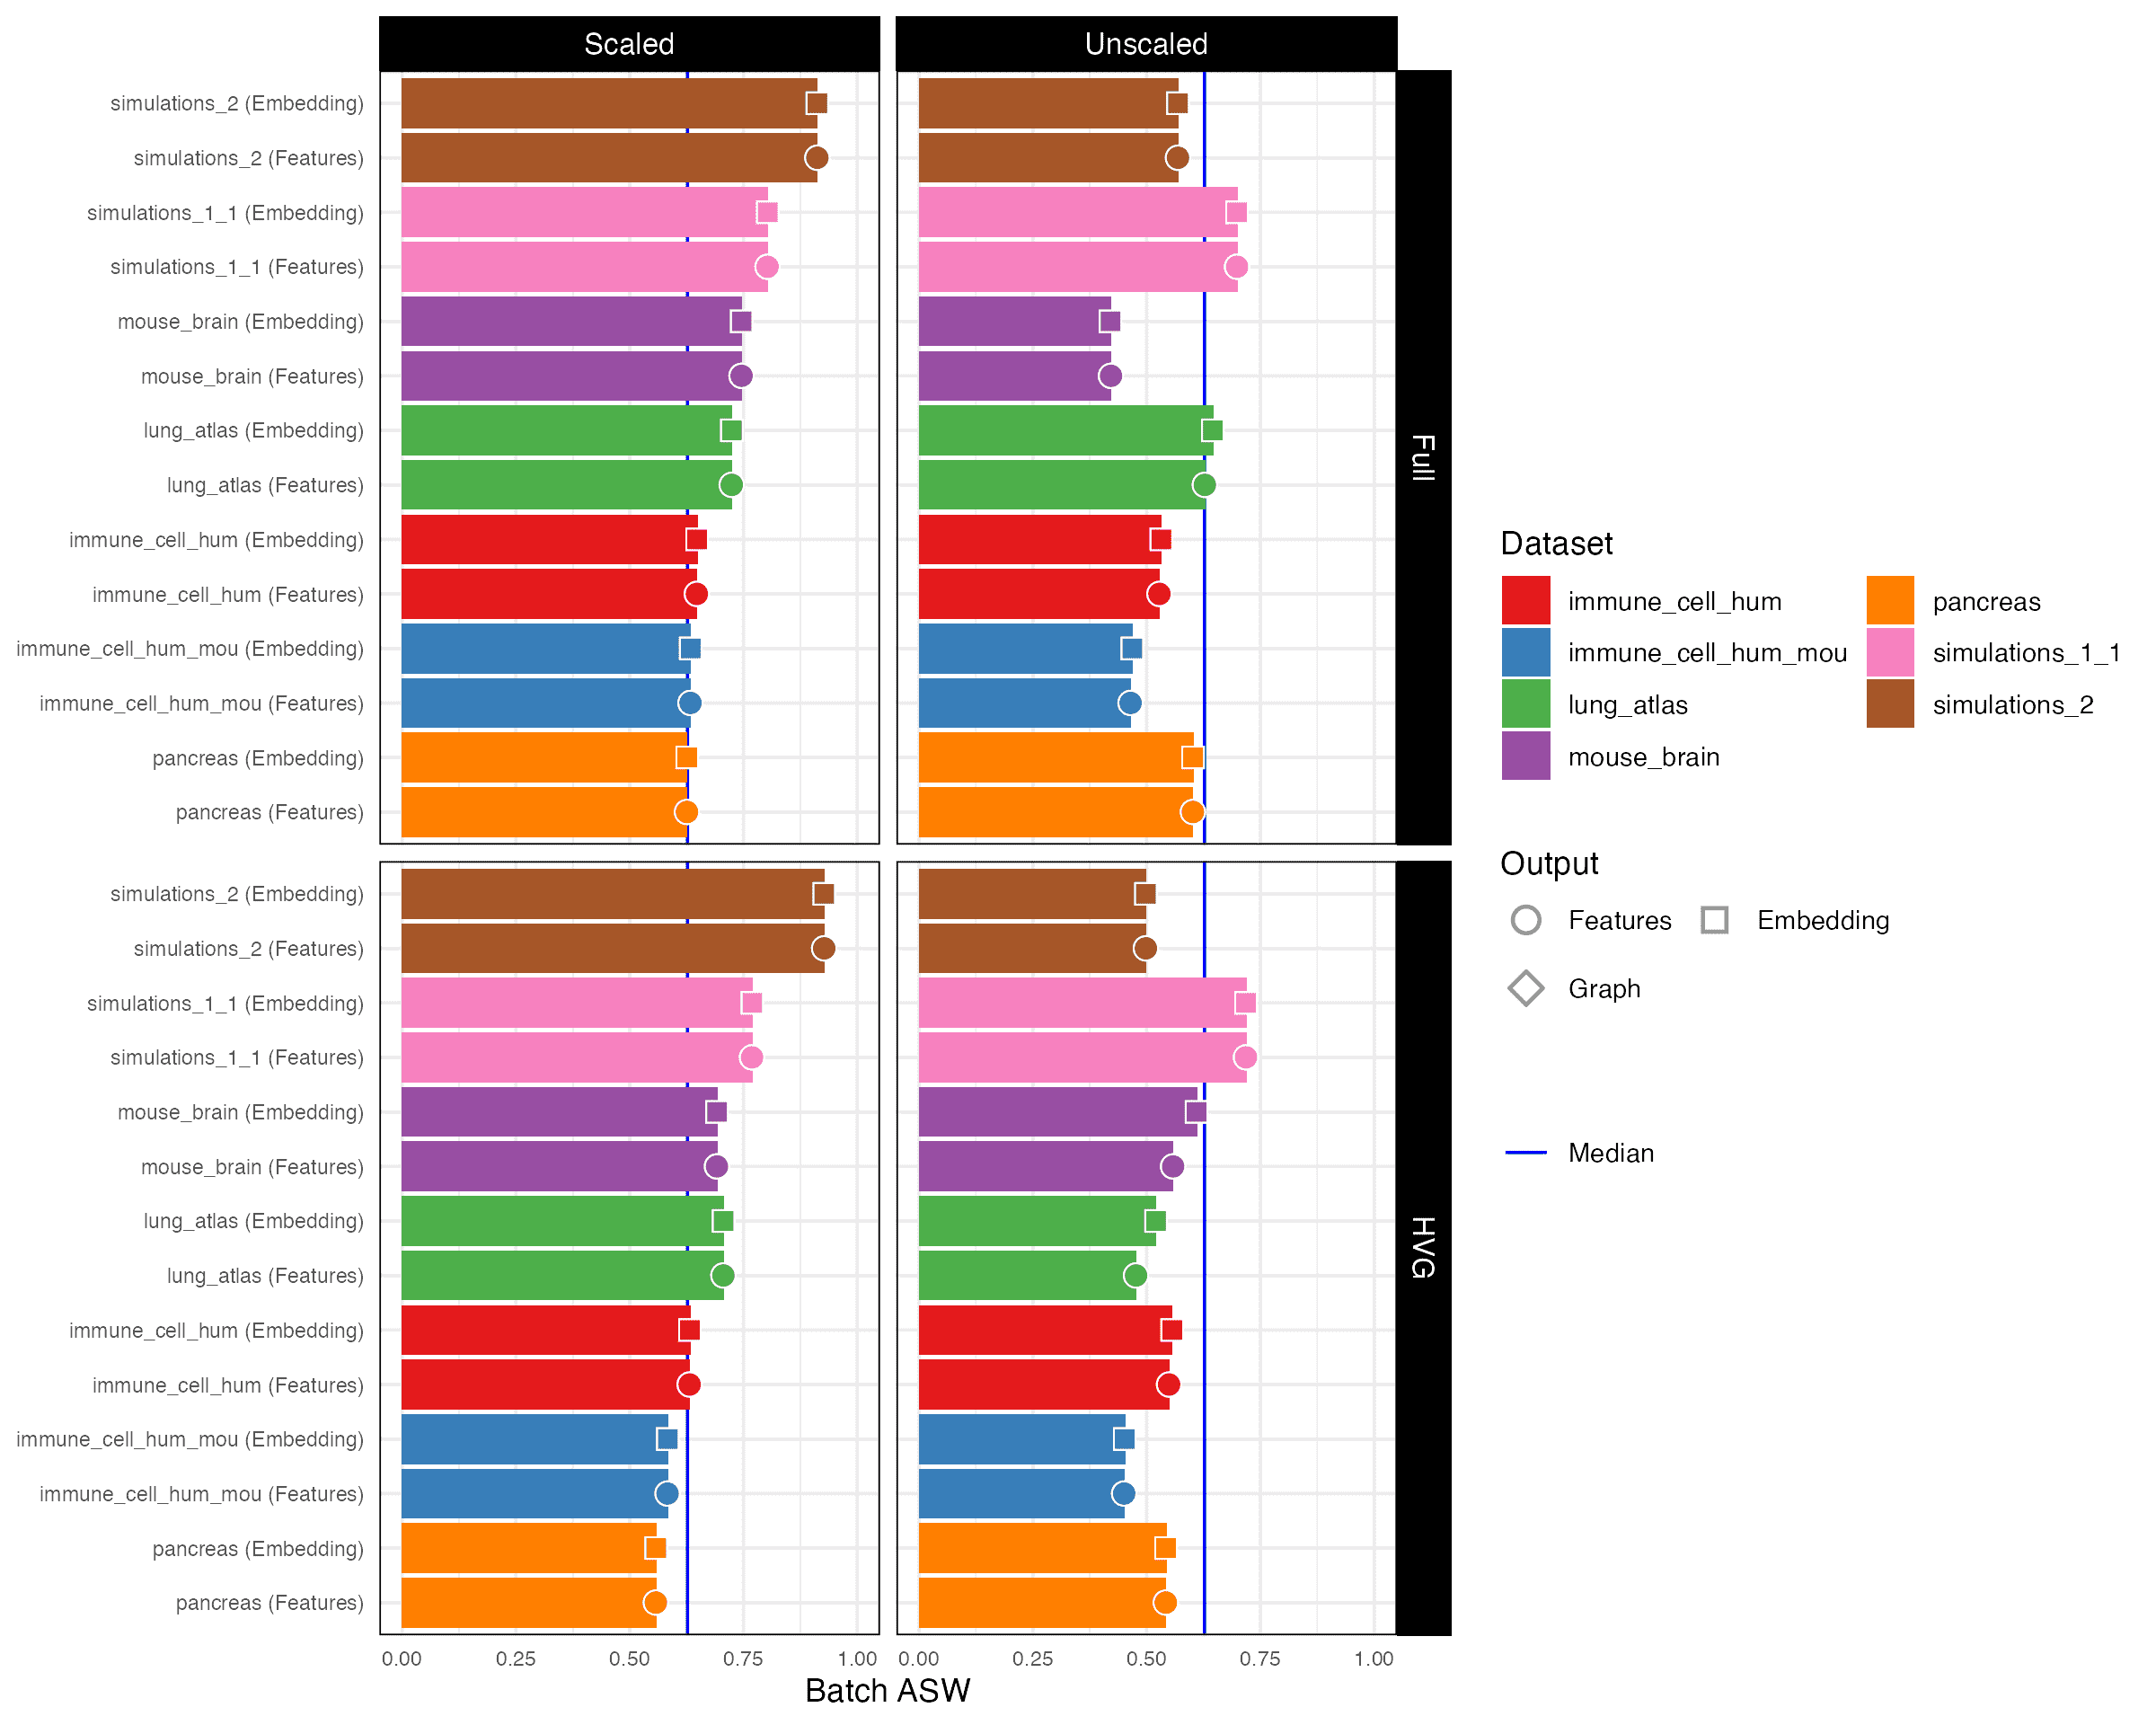 Scaled
Unscaled
simulations_2 (Embedding)
simulations_2 (Features)
simulations_1_1 (Embedding)
simulations_1_1 (Features)
mouse_brain (Embedding)
mouse_brain (Features)
lung_atlas (Embedding)
lung_atlas (Features)
immune_cell_hum (Embedding)
immune_cell_hum (Features)
immune_cell_hum_mou (Embedding)
immune_cell_hum_mou (Features)
pancreas (Embedding)
pancreas (Features)
Full
simulations_2 (Embedding)
simulations_2 (Features)
simulations_1_1 (Embedding)
simulations_1_1 (Features)
mouse_brain (Embedding)
mouse_brain (Features)
lung_atlas (Embedding)
lung_atlas (Features)
immune_cell_hum (Embedding)
immune_cell_hum (Features)
immune_cell_hum_mou (Embedding)
immune_cell_hum_mou (Features)
pancreas (Embedding)
pancreas (Features)
HVG
0.00 0.25 0.50 0.75 1.00 0.00 0.25 0.50 0.75 1.00
Batch ASW
Dataset
immune_cell_hum
immune_cell_hum_mou
lung_atlas
mouse_brain
pancreas
simulations_1_1
simulations_2
Output
Features
Embedding
Graph
Median